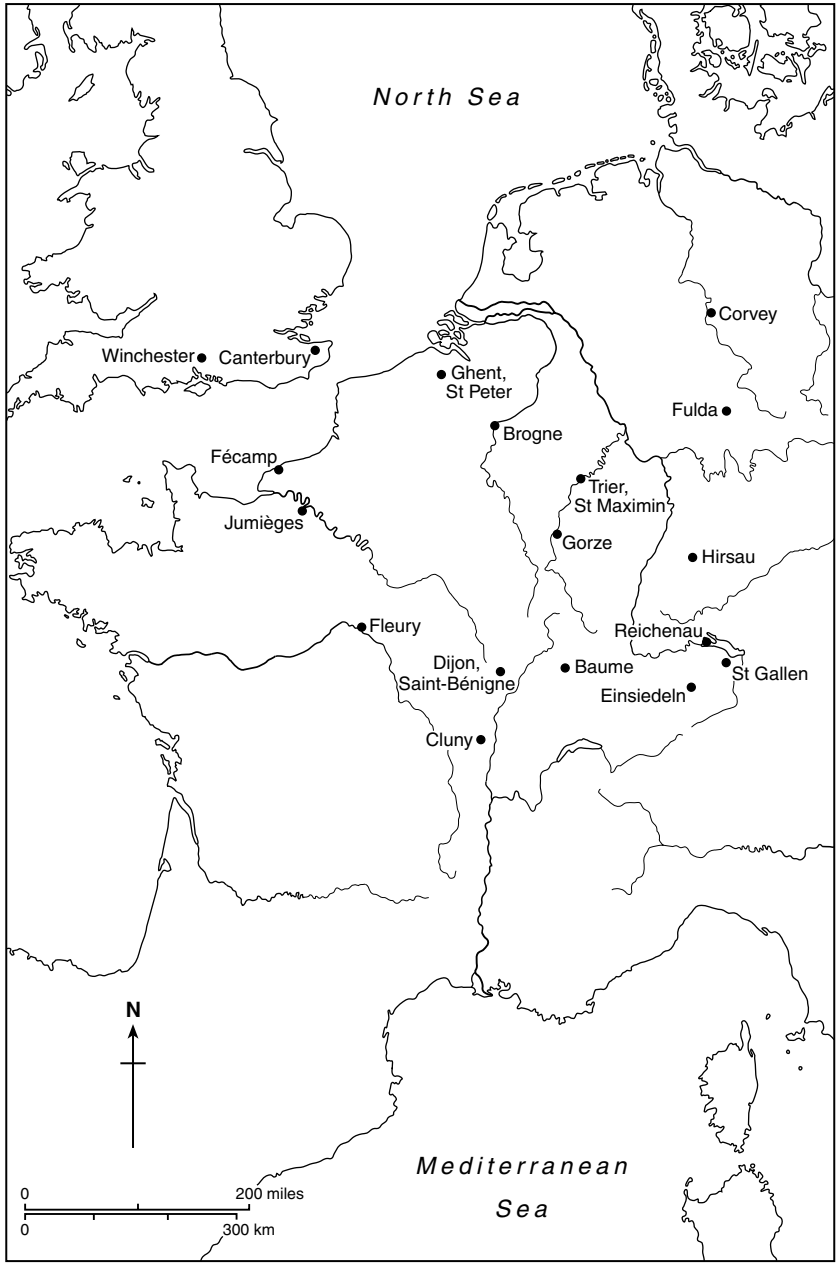 North Sea
Corvey
Winchester
Canterbury
Ghent,
St Peter
Fulda
Brogne
Fécamp
Trier,
St Maximin
Jumièges
Gorze
Hirsau
Fleury
Reichenau
Dijon,
Saint-Bénigne
Baume
St Gallen
Einsiedeln
Cluny
N
Mediterranean
Sea
0 200 miles
0 300 km